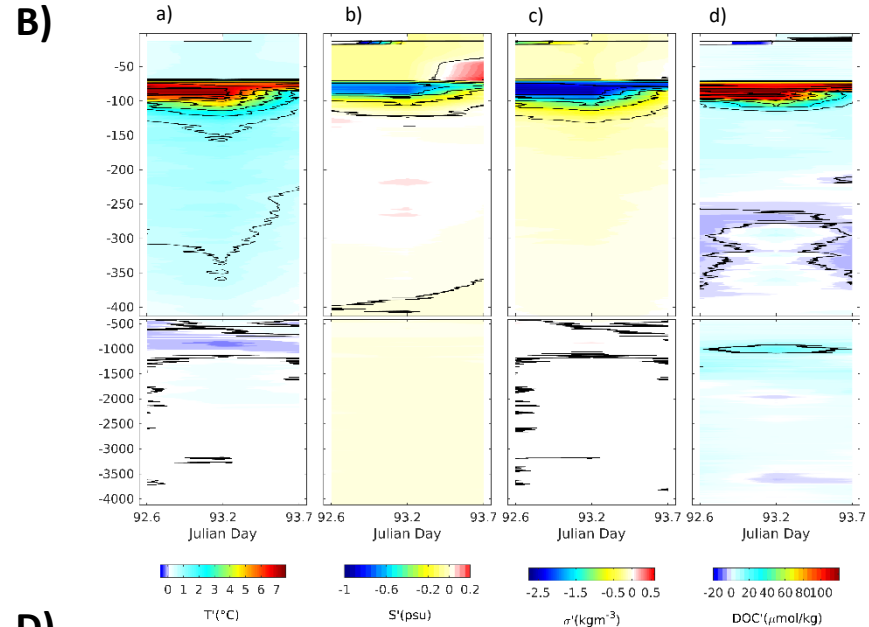 B)
a) b) c) d)
-50
-100
-150
-200
-250
-300
-350
-400
-500
-1000
-1500
-2000
-2500
-3000
-3500
-4000
92.6 93.2 93.7 92.6 93.2 93.7 92.6 93.2 93.7 92.6 93.2 93.7
Julian Day Julian Day Julian Day Julian Day
0 1 2 3 4 5 6 7 -1 -0.6 -0.2 0 0.2 -2.5 -1.5 -0.5 0 0.5 -20 0 20 40 60 80 100
T'(°C) S'(psu) σ'(kgm⁻³) DOC'(μmol/kg)